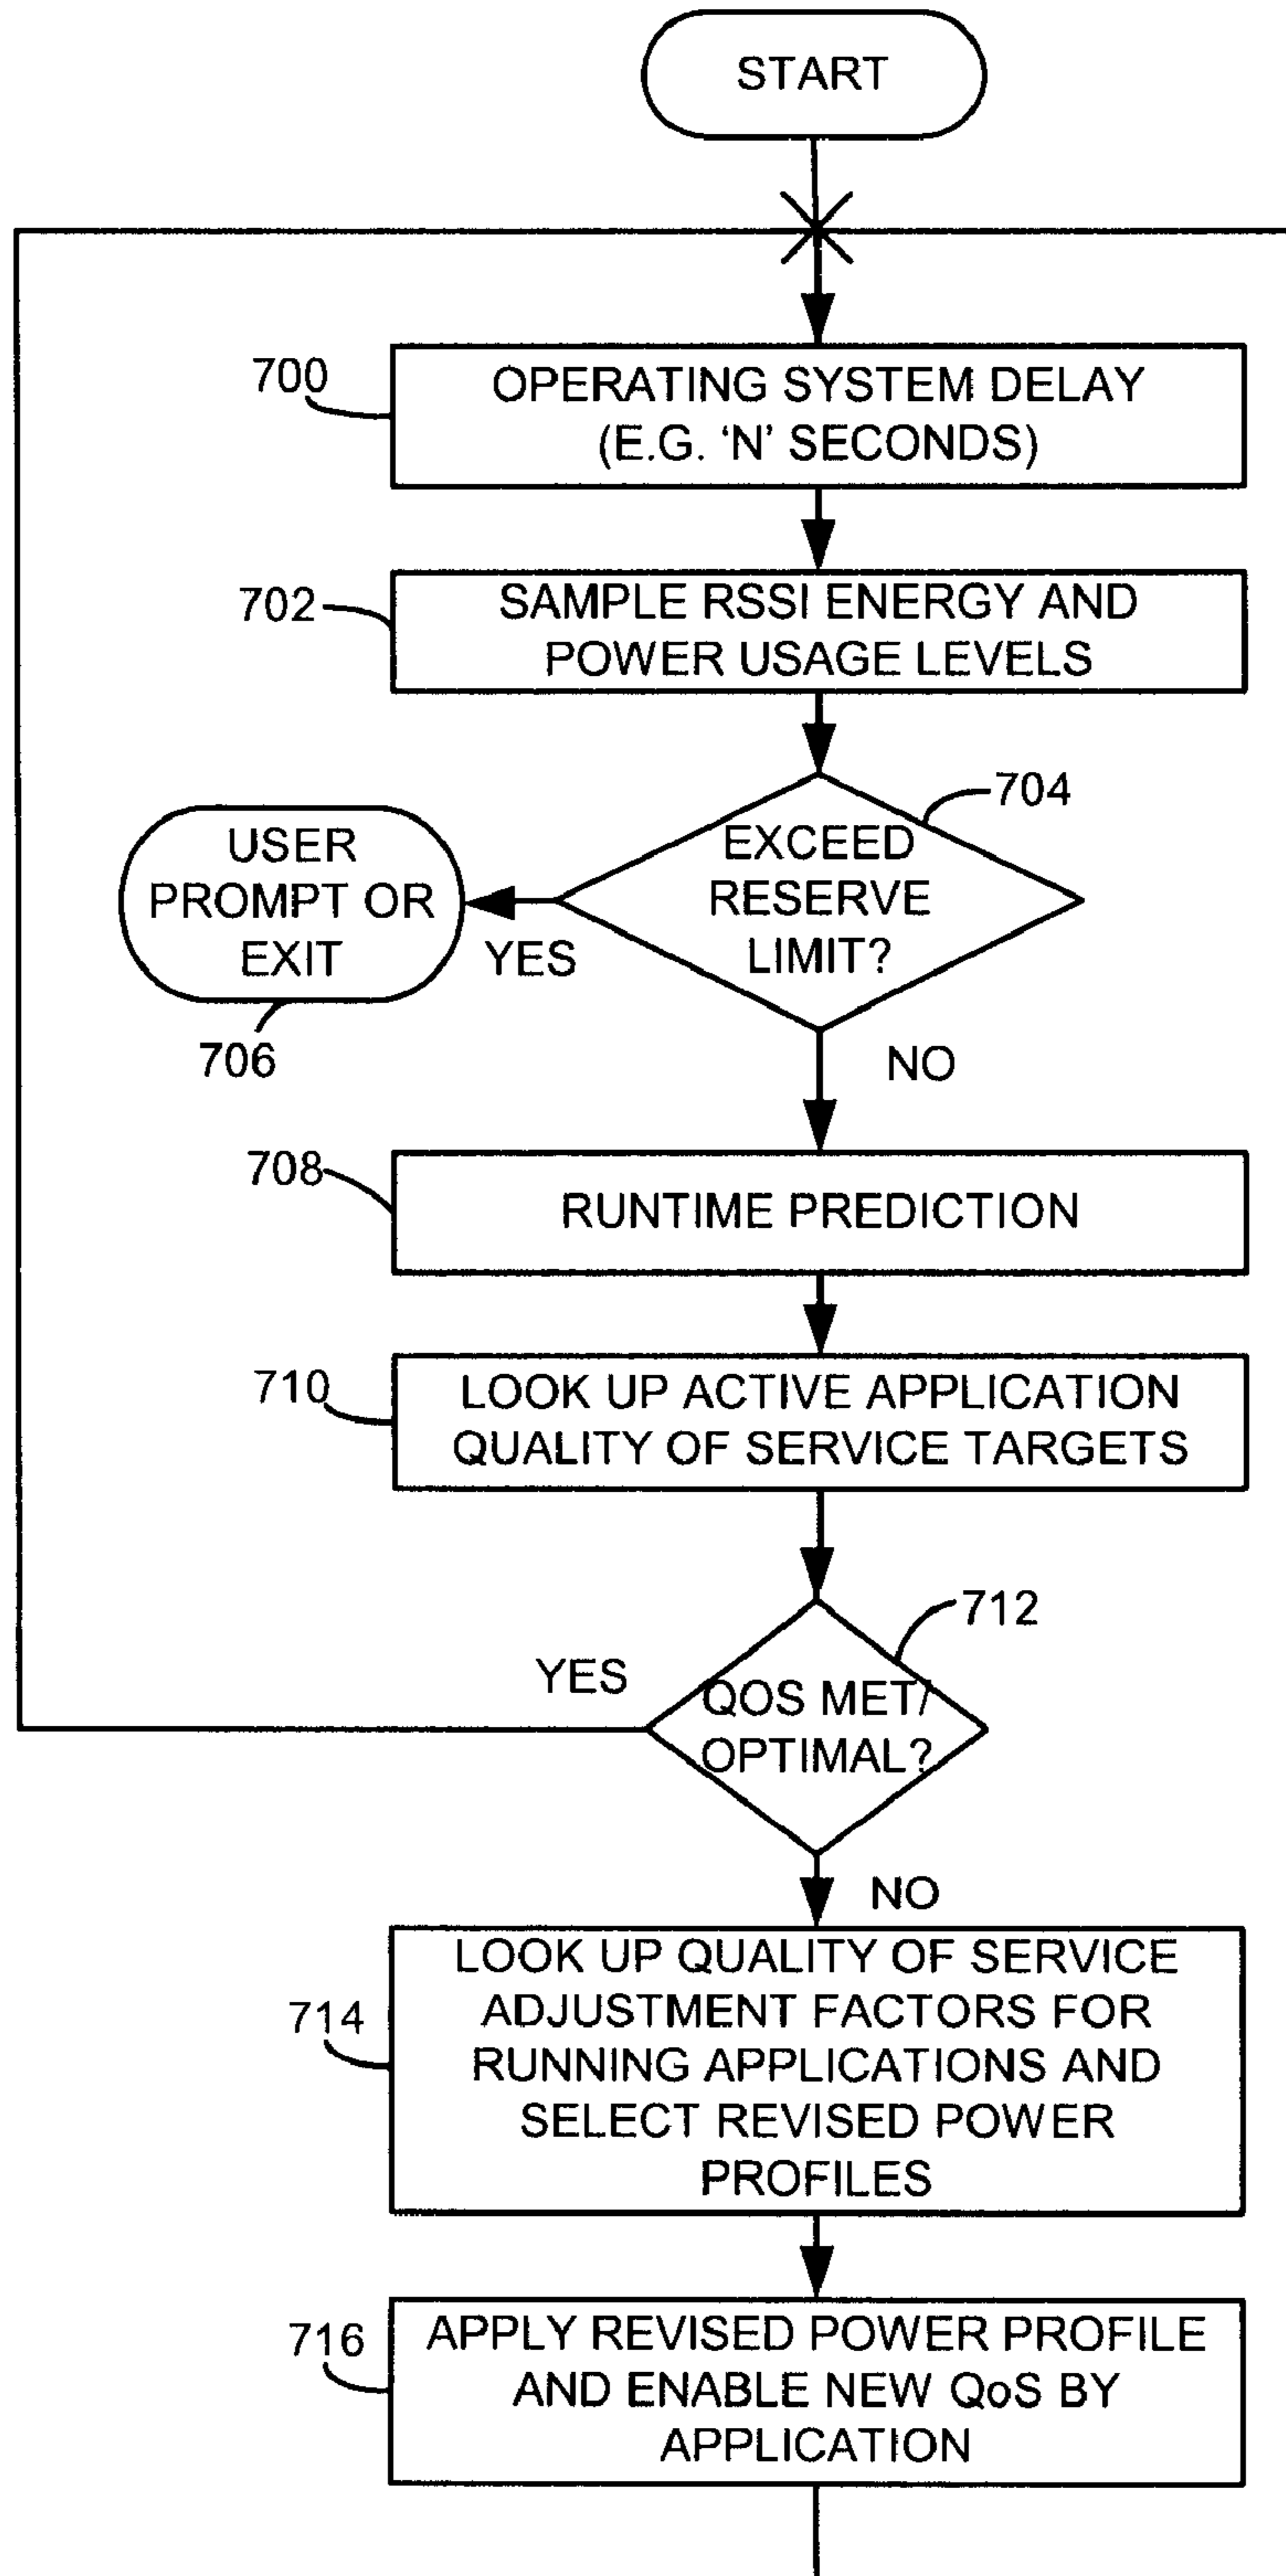 START
700
OPERATING SYSTEM DELAY
(E.G. ‘N’ SECONDS)
702
SAMPLE RSSI ENERGY AND
POWER USAGE LEVELS
704
EXCEED
RESERVE
LIMIT?
USER
PROMPT OR
EXIT
YES
706
NO
708
RUNTIME PREDICTION
710
LOOK UP ACTIVE APPLICATION
QUALITY OF SERVICE TARGETS
712
YES
QOS MET/
OPTIMAL?
NO
714
LOOK UP QUALITY OF SERVICE
ADJUSTMENT FACTORS FOR
RUNNING APPLICATIONS AND
SELECT REVISED POWER
PROFILES
716
APPLY REVISED POWER PROFILE
AND ENABLE NEW QoS BY
APPLICATION